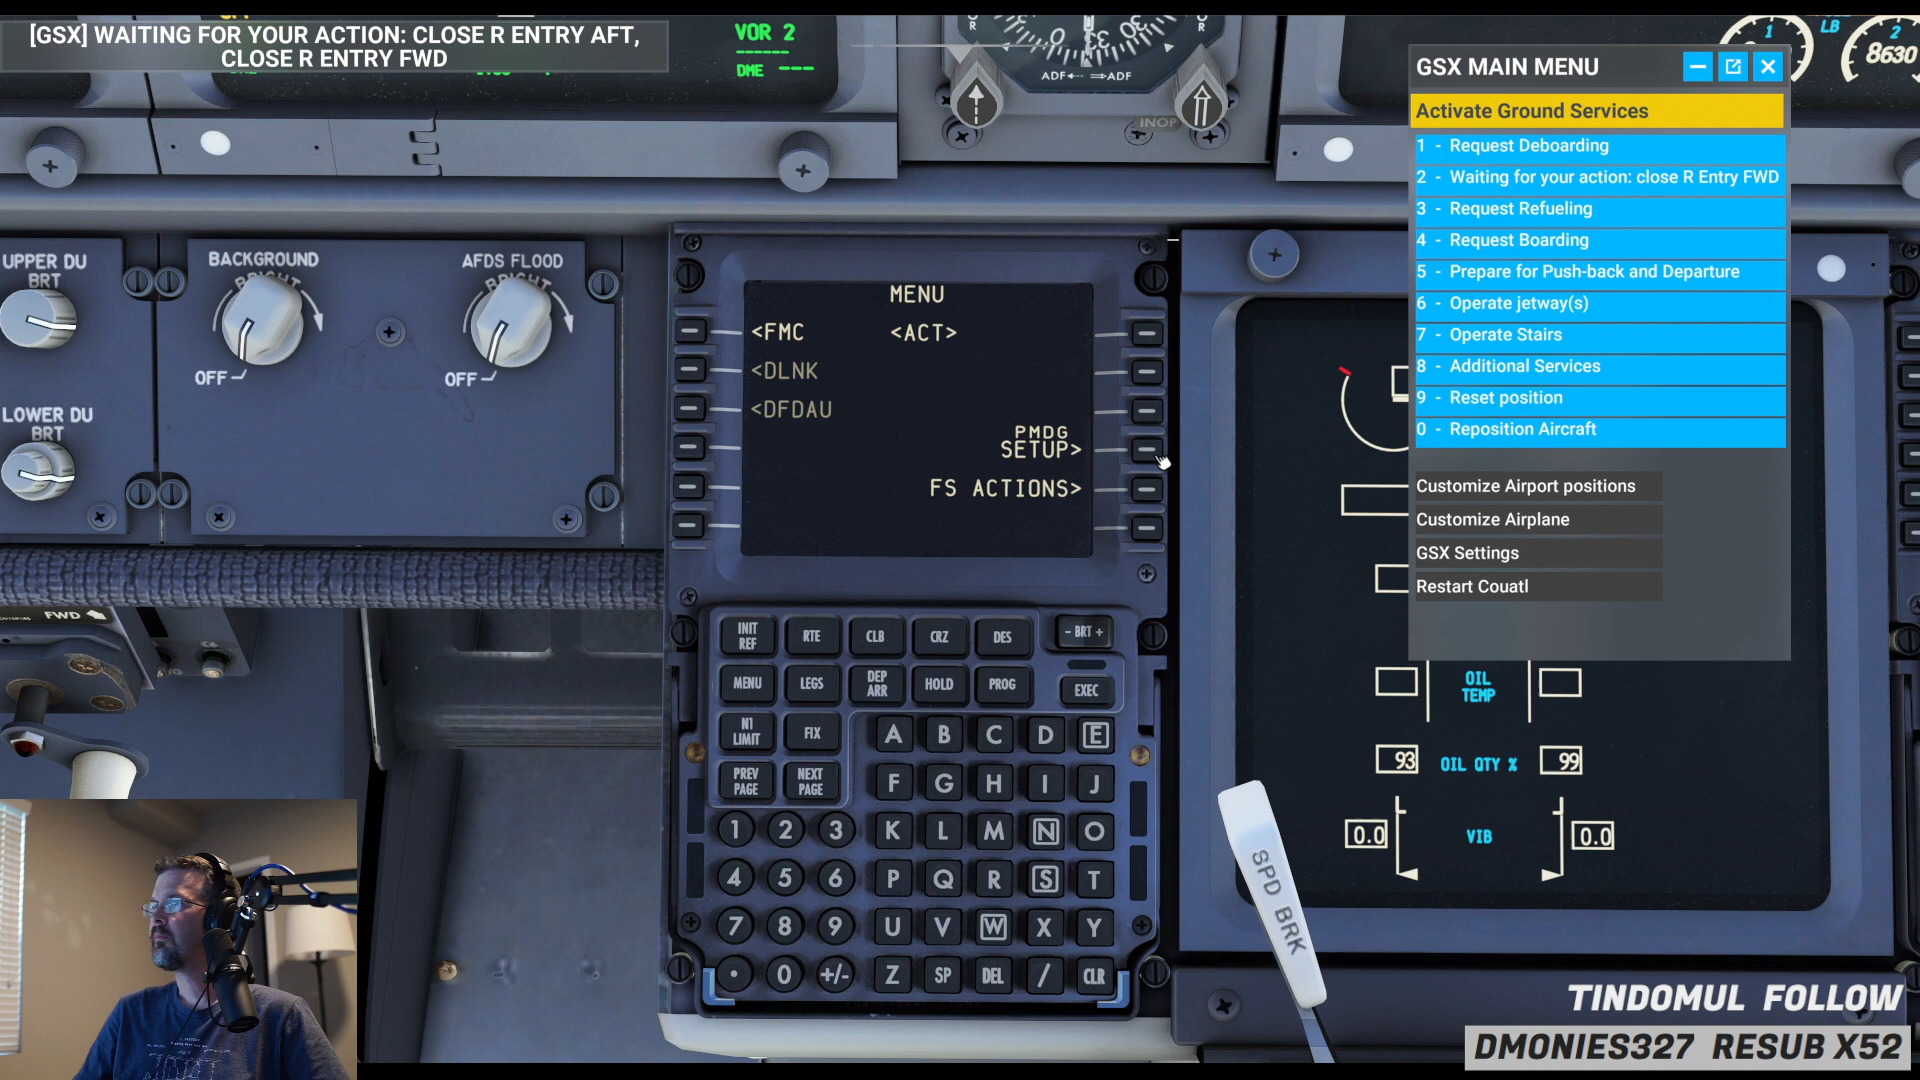 [GSX] WAITING FOR YOUR ACTION: CLOSE R ENTRY AFT,
CLOSE R ENTRY FWD
VOR 2
DME ---
ADF
ADF
INOP
1
LB
2
8630
GSX MAIN MENU
Activate Ground Services
1 - Request Deboarding
2 - Waiting for your action: close R Entry FWD
3 - Request Refueling
4 - Request Boarding
5 - Prepare for Push-back and Departure
6 - Operate jetway(s)
7 - Operate Stairs
8 - Additional Services
9 - Reset position
0 - Reposition Aircraft
Customize Airport positions
Customize Airplane
GSX Settings
Restart Couatl
UPPER DU
BRT
BACKGROUND
BRIGHT
OFF
AFDS FLOOD
BRIGHT
OFF
LOWER DU
BRT
FWD
MENU
<FMC <ACT>
<DLNK
<DFDAU
PMDG
SETUP>
FS ACTIONS>
INIT REF
RTE
CLB
CRZ
DES
- BRT +
MENU
LEGS
DEP ARR
HOLD
PROG
EXEC
N1 LIMIT
FIX
A B C D E
PREV PAGE
NEXT PAGE
F G H I J
1 2 3 K L M N O
4 5 6 P Q R S T
7 8 9 U V W X Y
. 0 +/- Z SP DEL / CLR
OIL
TEMP
93 OIL QTY % 99
0.0 VIB 0.0
SPD BRK
TINDOMUL FOLLOW
DMONIES327 RESUB X52